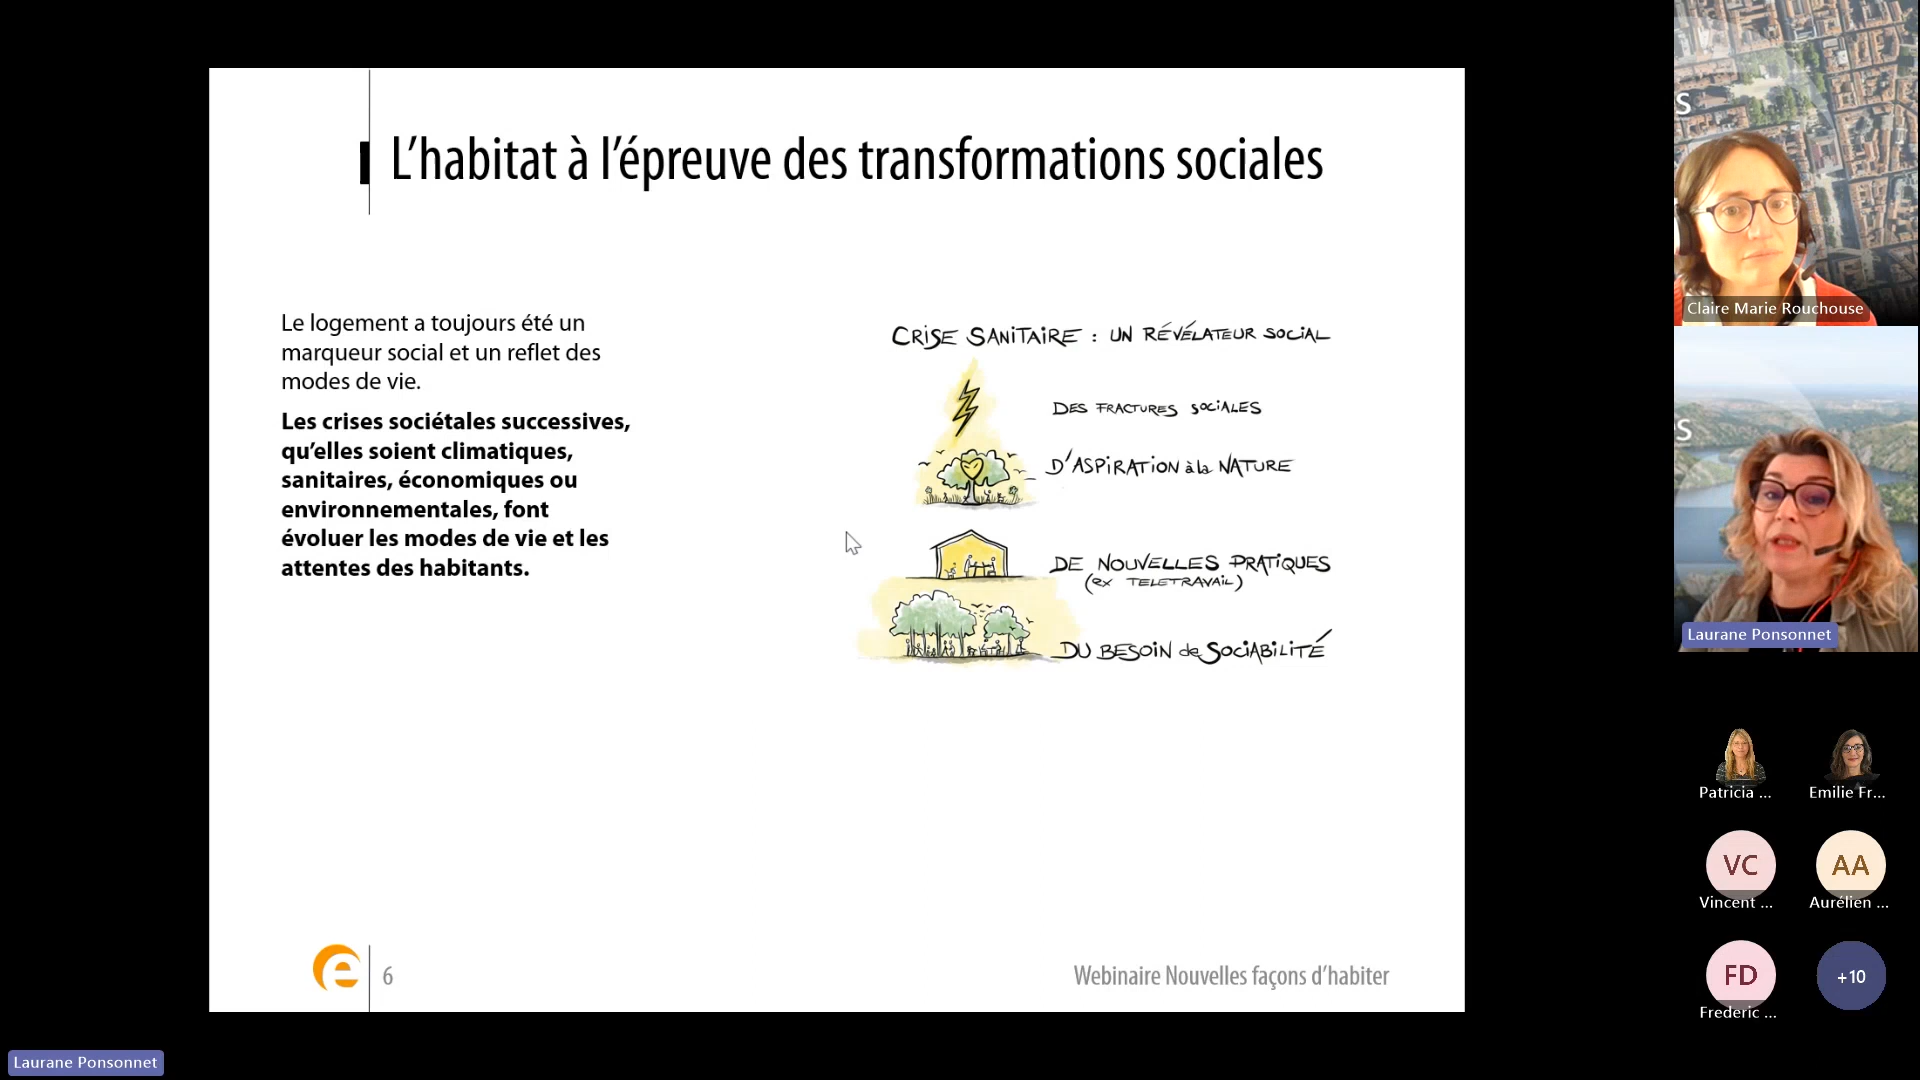 L'habitat à l'épreuve des transformations sociales
Le logement a toujours été un
marqueur social et un reflet des
modes de vie.
Les crises sociétales successives,
qu'elles soient climatiques,
sanitaires, économiques ou
environnementales, font
évoluer les modes de vie et les
attentes des habitants.
CRISE SANITAIRE : UN RÉVÉLATEUR SOCIAL
DES FRACTURES SOCIALES
D'ASPIRATION à la NATURE
DE NOUVELLES PRATIQUES
(ex TELETRAVAIL)
DU BESOIN de SOCIABILITÉ
e
6
Webinaire Nouvelles façons d'habiter
S
Claire Marie Rouchouse
S
Laurane Ponsonnet
Patricia ...
Emilie Fr...
VC
Vincent ...
AA
Aurélien ...
FD
Frederic ...
+10
Laurane Ponsonnet